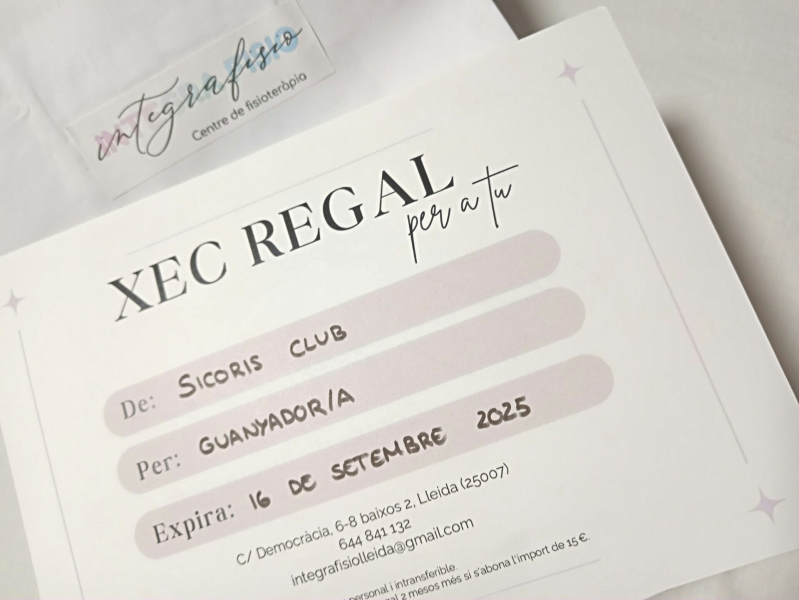 integrafisio
Centre de fisioteràpia
XEC REGAL
per a tu
De: SICORIS CLUB
Per: GUANYADOR/A
Expira: 16 DE SETEMBRE 2025
C/ Democràcia, 6-8 baixos 2, Lleida (25007)
644 841 132
integrafisiolleida@gmail.com
personal i intransferible.
2 mesos més si s'abona l'import de 15€.